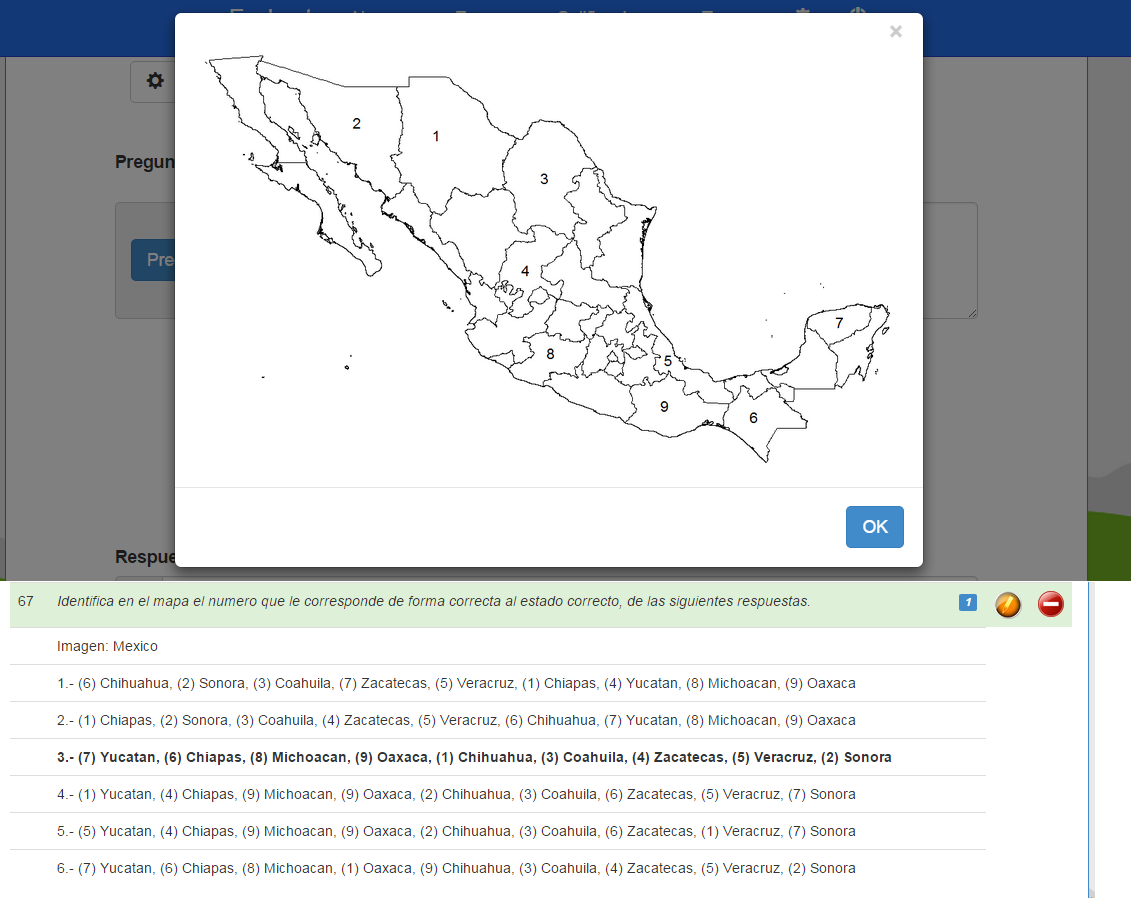 ×
Pregun
2
1
3
Pre
4
7
8
5
9
6
OK
Respue
67 Identifica en el mapa el numero que le corresponde de forma correcta al estado correcto, de las siguientes respuestas. 1
Imagen: Mexico
1.- (6) Chihuahua, (2) Sonora, (3) Coahuila, (7) Zacatecas, (5) Veracruz, (1) Chiapas, (4) Yucatan, (8) Michoacan, (9) Oaxaca
2.- (1) Chiapas, (2) Sonora, (3) Coahuila, (4) Zacatecas, (5) Veracruz, (6) Chihuahua, (7) Yucatan, (8) Michoacan, (9) Oaxaca
3.- (7) Yucatan, (6) Chiapas, (8) Michoacan, (9) Oaxaca, (1) Chihuahua, (3) Coahuila, (4) Zacatecas, (5) Veracruz, (2) Sonora
4.- (1) Yucatan, (4) Chiapas, (9) Michoacan, (9) Oaxaca, (2) Chihuahua, (3) Coahuila, (6) Zacatecas, (5) Veracruz, (7) Sonora
5.- (5) Yucatan, (4) Chiapas, (9) Michoacan, (9) Oaxaca, (2) Chihuahua, (3) Coahuila, (6) Zacatecas, (1) Veracruz, (7) Sonora
6.- (7) Yucatan, (6) Chiapas, (8) Michoacan, (1) Oaxaca, (9) Chihuahua, (3) Coahuila, (4) Zacatecas, (5) Veracruz, (2) Sonora